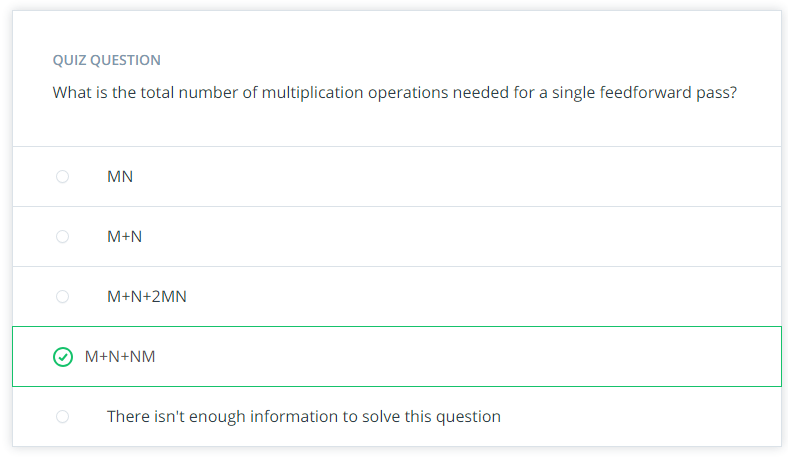 QUIZ QUESTION
What is the total number of multiplication operations needed for a single feedforward pass?
MN
M+N
M+N+2MN
M+N+NM
There isn't enough information to solve this question